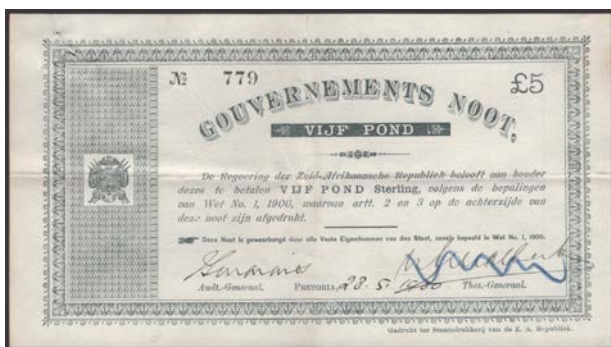 № 779 £5
GOUVERNEMENTS NOOT,
VIJF POND
De Regeering der Zuid-Afrikaansche Republiek belooft aan houder
dezes te betalen VIJF POND Sterling, volgens de bepalingen
van Wet No. 1, 1900, waarvan artt. 2 en 3 op de achterzijde van
deze noot zijn afgedrukt.
Deze Noot is gewaarborgd door alle Vaste Eigendommen van den Staat, zooals bepaald in Wet No. 1, 1900.
Audt.-Generaal. PRETORIA 28.5.1900 Thes.-Generaal.
Gedrukt ter Staatsdrukkerij van de Z. A. Republiek.